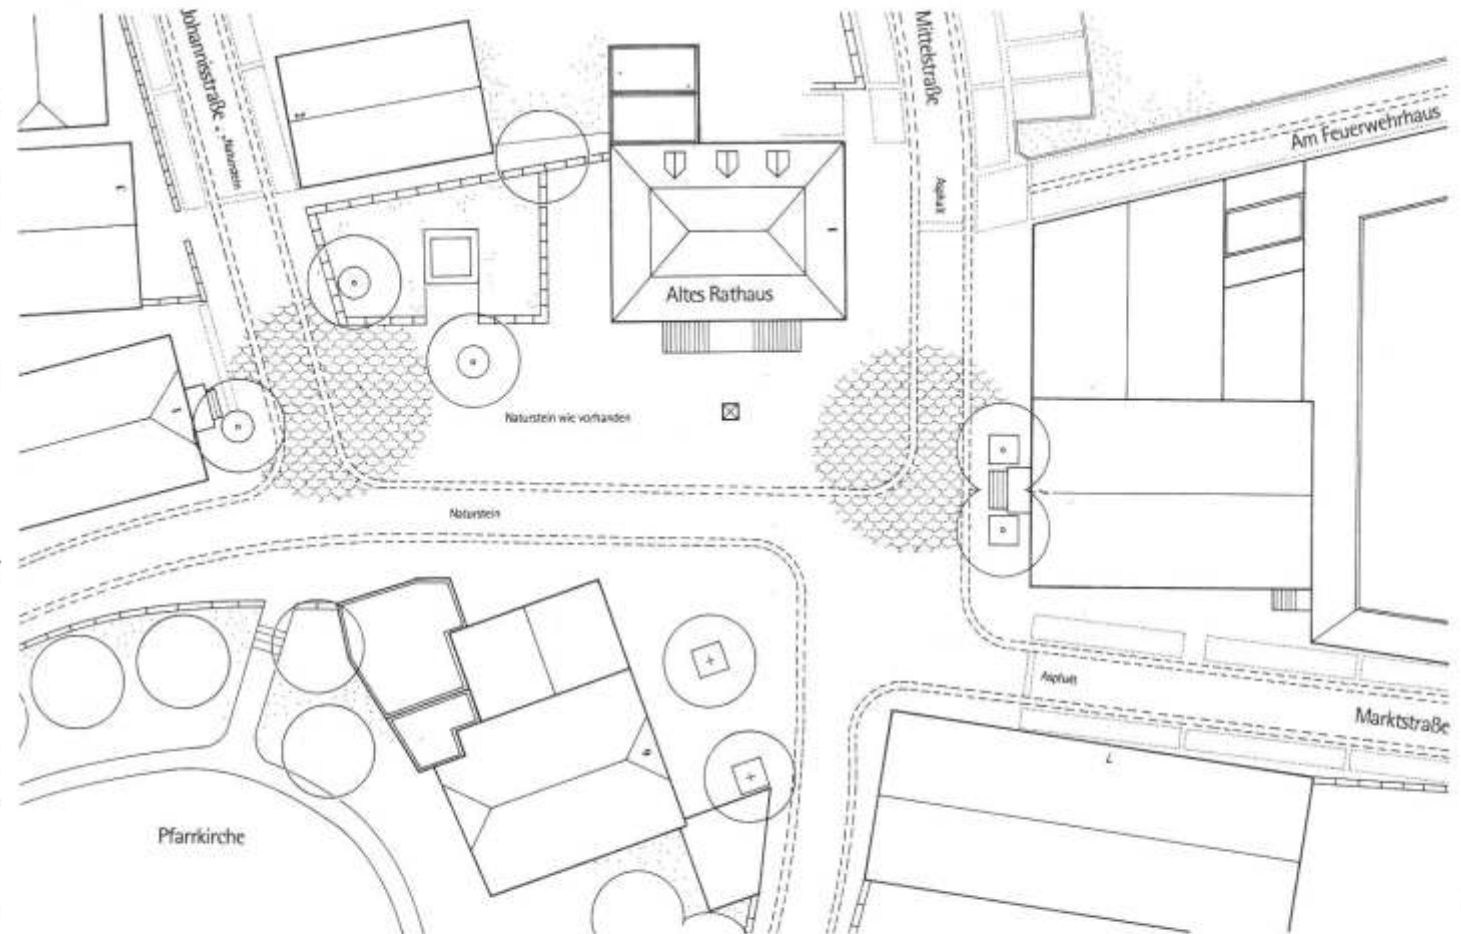 Johannisstraße
Naturstein
Mittelstraße
Asphalt
Am Feuerwehrhaus
Altes Rathaus
Naturstein wie vorhanden
Naturstein
Asphalt
Marktstraße
Pfarrkirche